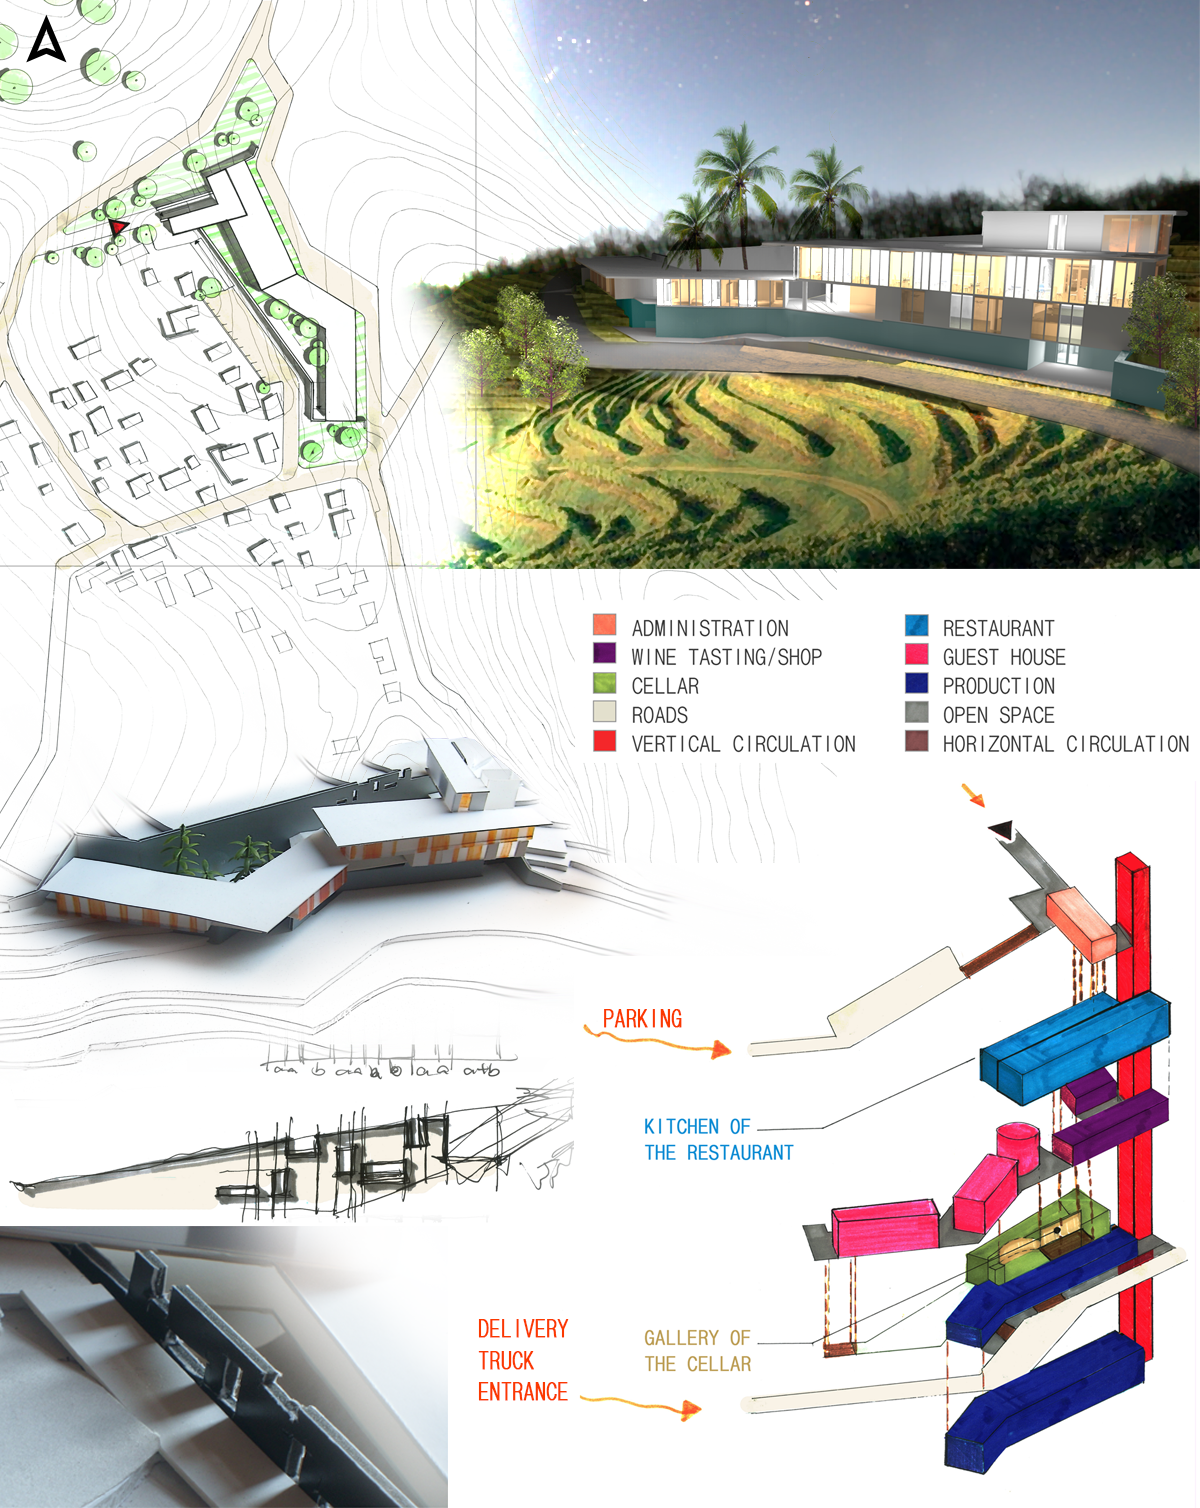 ADMINISTRATION
WINE TASTING/SHOP
CELLAR
ROADS
VERTICAL CIRCULATION
RESTAURANT
GUEST HOUSE
PRODUCTION
OPEN SPACE
HORIZONTAL CIRCULATION
PARKING
KITCHEN OF
THE RESTAURANT
DELIVERY
TRUCK
ENTRANCE
GALLERY OF
THE CELLAR